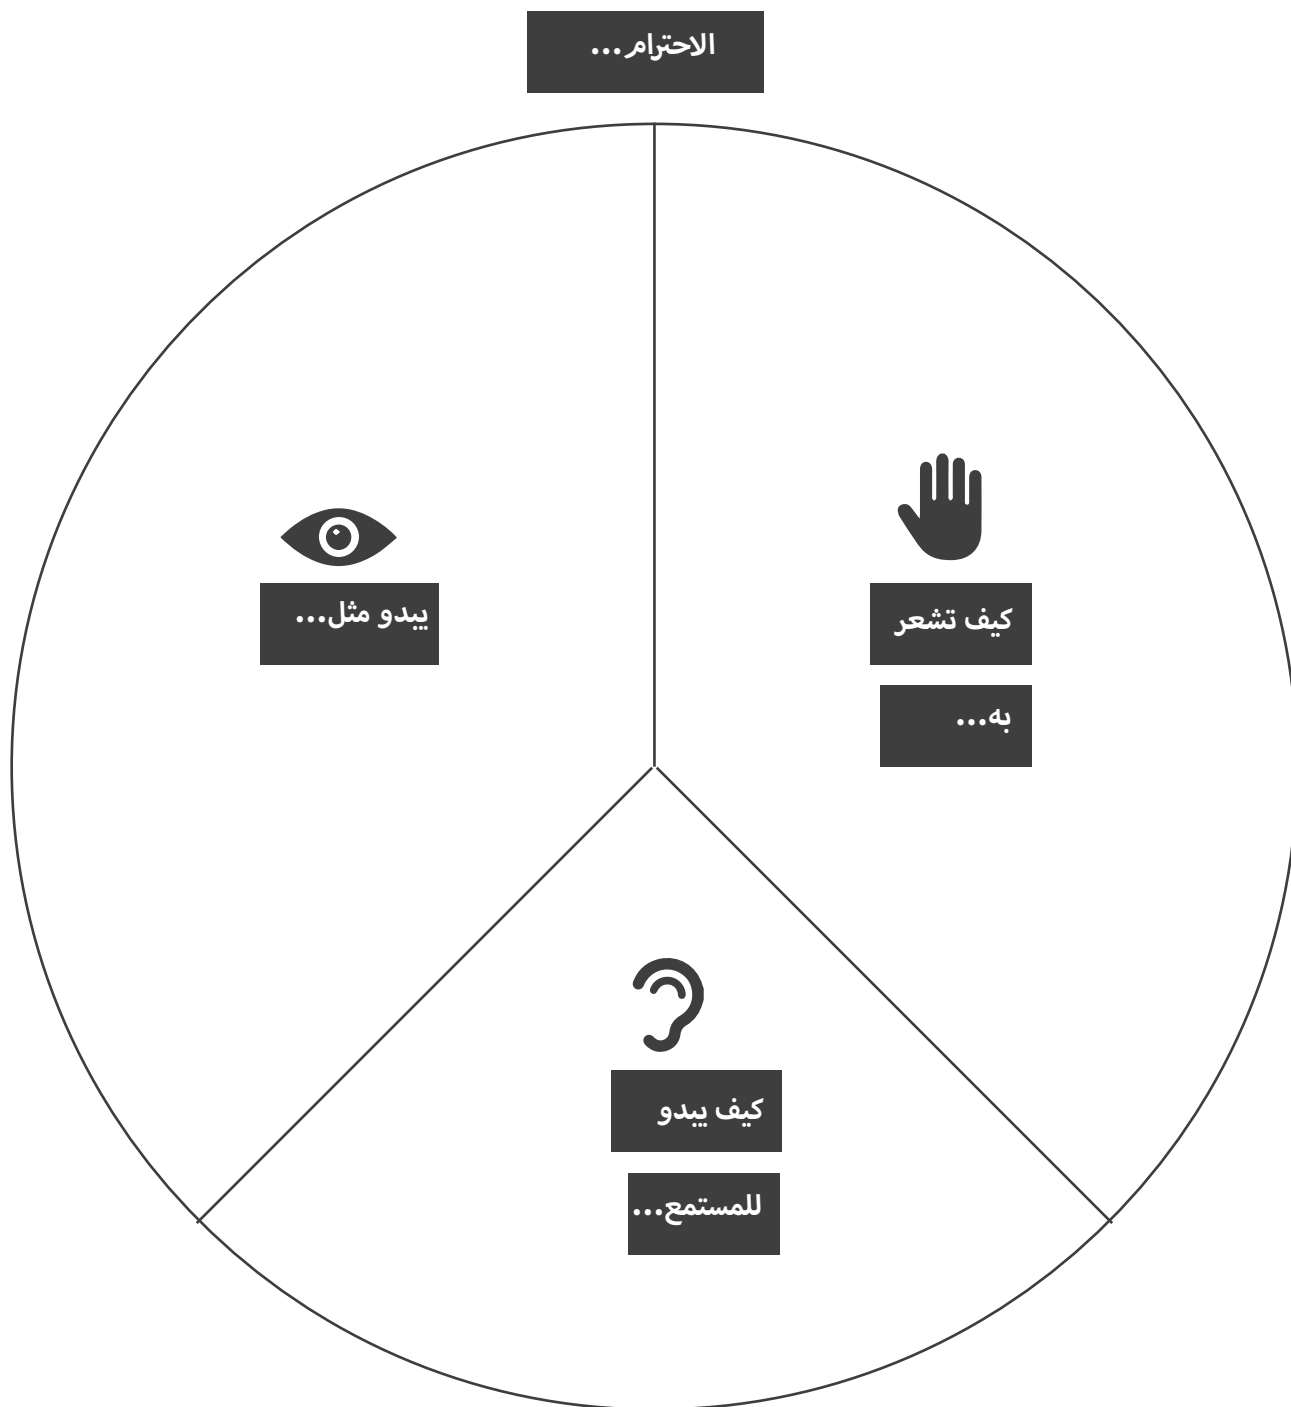 الاحترام...
كيف تشعر
به...
يبدو مثل...
كيف يبدو
للمستمع...